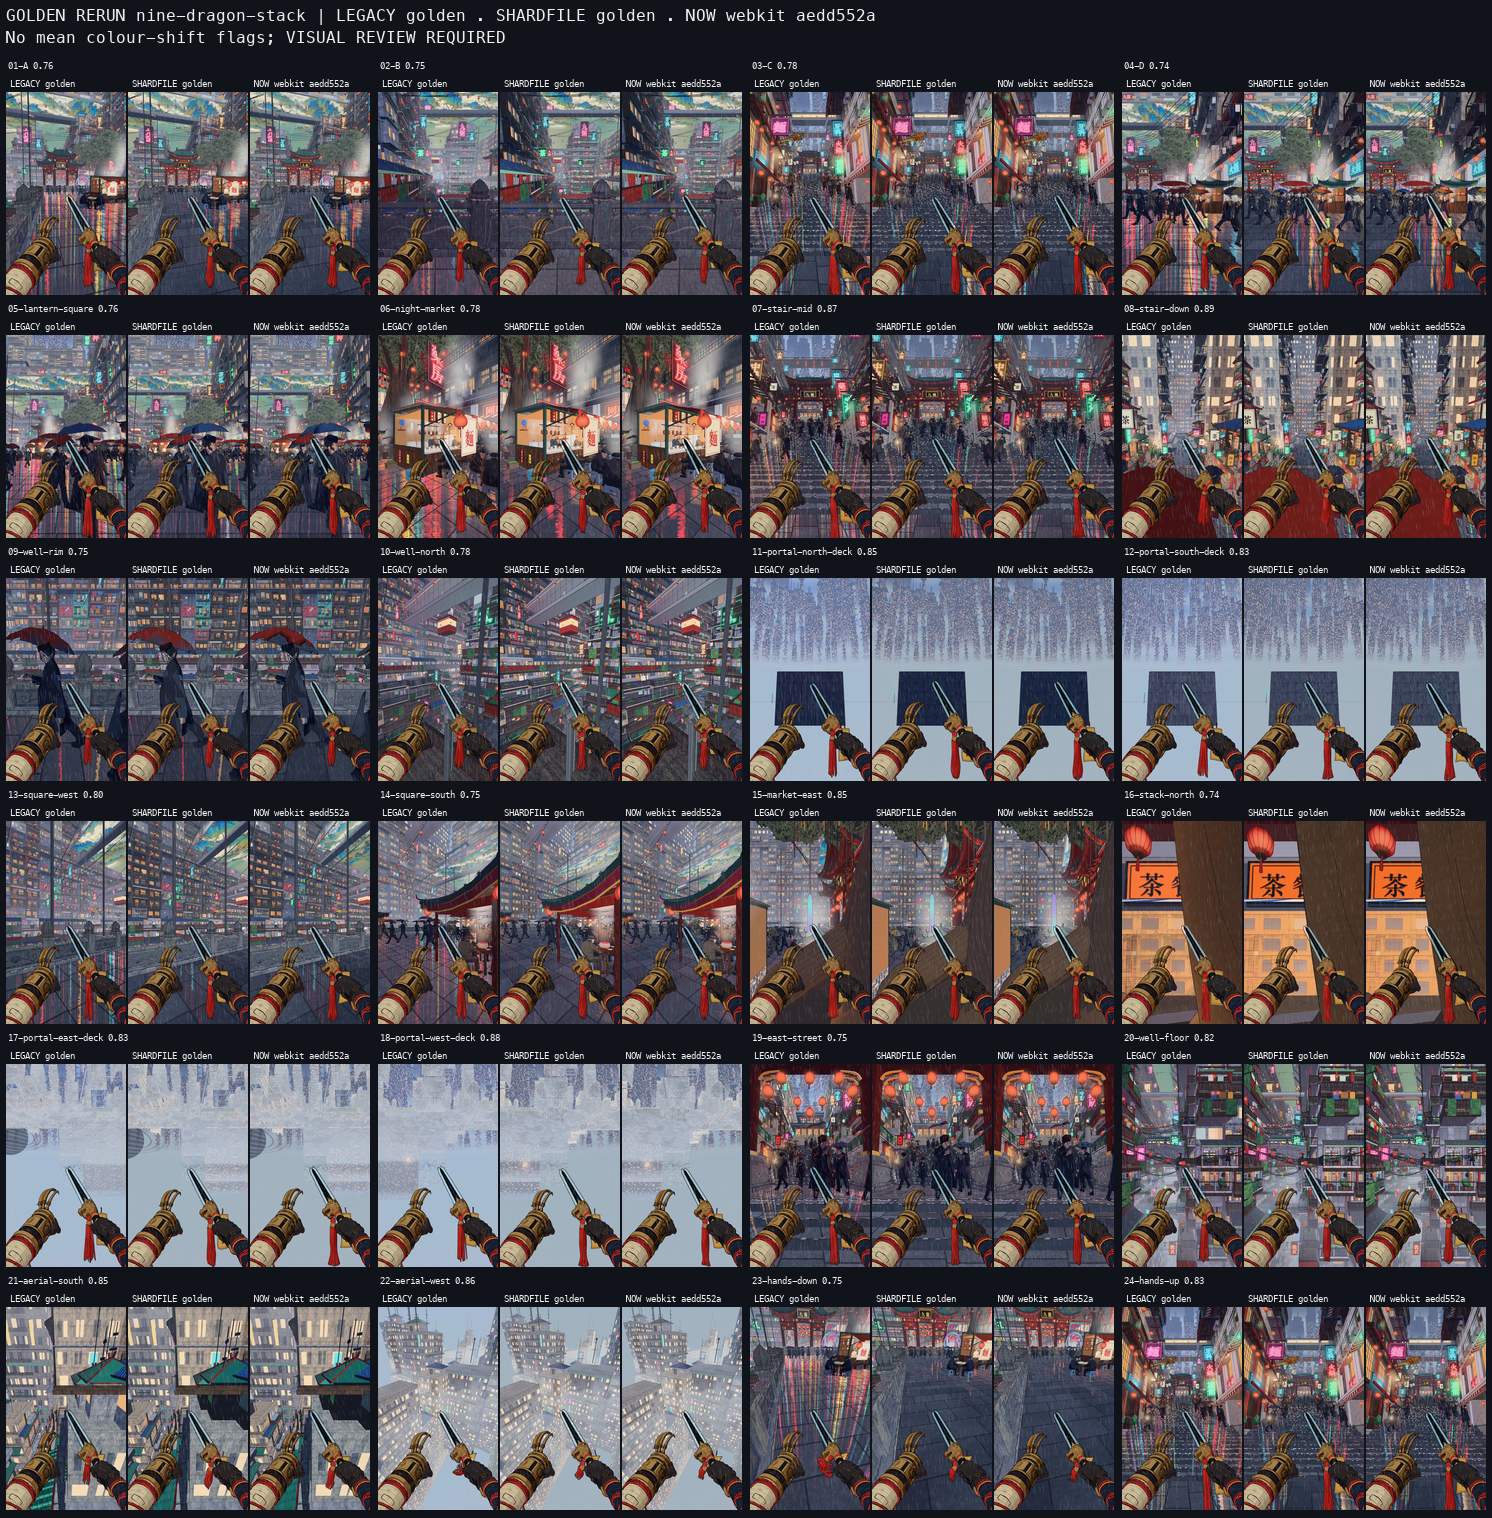 GOLDEN RERUN nine-dragon-stack | LEGACY golden . SHARDFILE golden . NOW webkit aedd552a
No mean colour-shift flags; VISUAL REVIEW REQUIRED
01-A 0.76
LEGACY golden SHARDFILE golden NOW webkit aedd552a
02-B 0.75
LEGACY golden SHARDFILE golden NOW webkit aedd552a
03-C 0.78
LEGACY golden SHARDFILE golden NOW webkit aedd552a
04-D 0.74
LEGACY golden SHARDFILE golden NOW webkit aedd552a
05-lantern-square 0.76
LEGACY golden SHARDFILE golden NOW webkit aedd552a
06-night-market 0.78
LEGACY golden SHARDFILE golden NOW webkit aedd552a
07-stair-mid 0.87
LEGACY golden SHARDFILE golden NOW webkit aedd552a
08-stair-down 0.89
LEGACY golden SHARDFILE golden NOW webkit aedd552a
茶
茶
茶
09-well-rim 0.75
LEGACY golden SHARDFILE golden NOW webkit aedd552a
10-well-north 0.78
LEGACY golden SHARDFILE golden NOW webkit aedd552a
11-portal-north-deck 0.85
LEGACY golden SHARDFILE golden NOW webkit aedd552a
12-portal-south-deck 0.83
LEGACY golden SHARDFILE golden NOW webkit aedd552a
13-square-west 0.80
LEGACY golden SHARDFILE golden NOW webkit aedd552a
14-square-south 0.75
LEGACY golden SHARDFILE golden NOW webkit aedd552a
15-market-east 0.85
LEGACY golden SHARDFILE golden NOW webkit aedd552a
16-stack-north 0.74
LEGACY golden SHARDFILE golden NOW webkit aedd552a
茶
茶
茶
17-portal-east-deck 0.83
LEGACY golden SHARDFILE golden NOW webkit aedd552a
18-portal-west-deck 0.88
LEGACY golden SHARDFILE golden NOW webkit aedd552a
19-east-street 0.75
LEGACY golden SHARDFILE golden NOW webkit aedd552a
20-well-floor 0.82
LEGACY golden SHARDFILE golden NOW webkit aedd552a
21-aerial-south 0.85
LEGACY golden SHARDFILE golden NOW webkit aedd552a
22-aerial-west 0.86
LEGACY golden SHARDFILE golden NOW webkit aedd552a
23-hands-down 0.75
LEGACY golden SHARDFILE golden NOW webkit aedd552a
24-hands-up 0.83
LEGACY golden SHARDFILE golden NOW webkit aedd552a